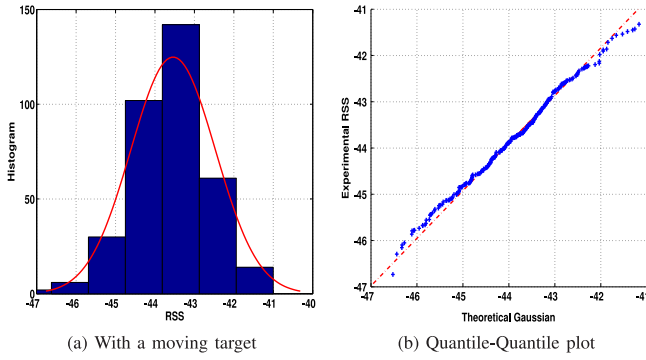 150
100
50
0
Histogram
-47 -46 -45 -44 -43 -42 -41 -40
RSS
(a) With a moving target
-41
-42
-43
-44
-45
-46
-47
Experimental RSS
-47 -46 -45 -44 -43 -42 -41
Theoretical Gaussian
(b) Quantile-Quantile plot